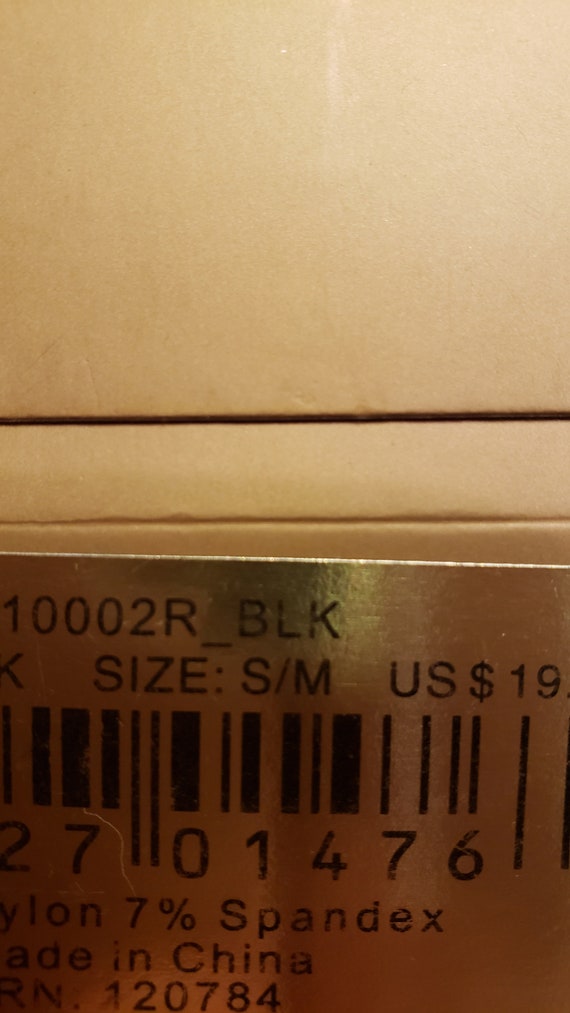 10002R_BLK
K SIZE: S/M US $ 19.
27 01476
ylon 7% Spandex
ade in China
RN: 120784